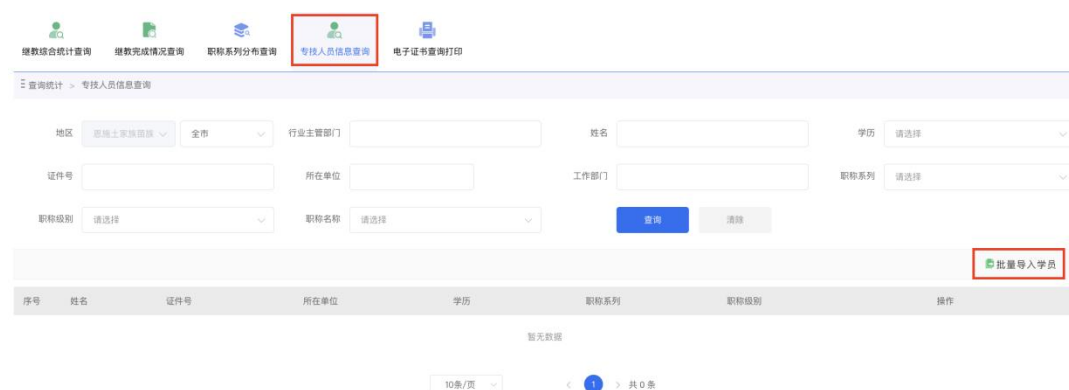 继教综合统计查询 继教完成情况查询 职称系列分布查询 专技人员信息查询 电子证书查询打印
查询统计 > 专技人员信息查询
地区 恩施土家族苗族 全市 行业主管部门 姓名 学历 请选择
证件号 所在单位 工作部门 职称系列 请选择
职称级别 请选择 职称名称 请选择 查询 清除
批量导入学员
序号 姓名 证件号 所在单位 学历 职称系列 职称级别 操作
暂无数据
10条/页 < 1 > 共 0 条